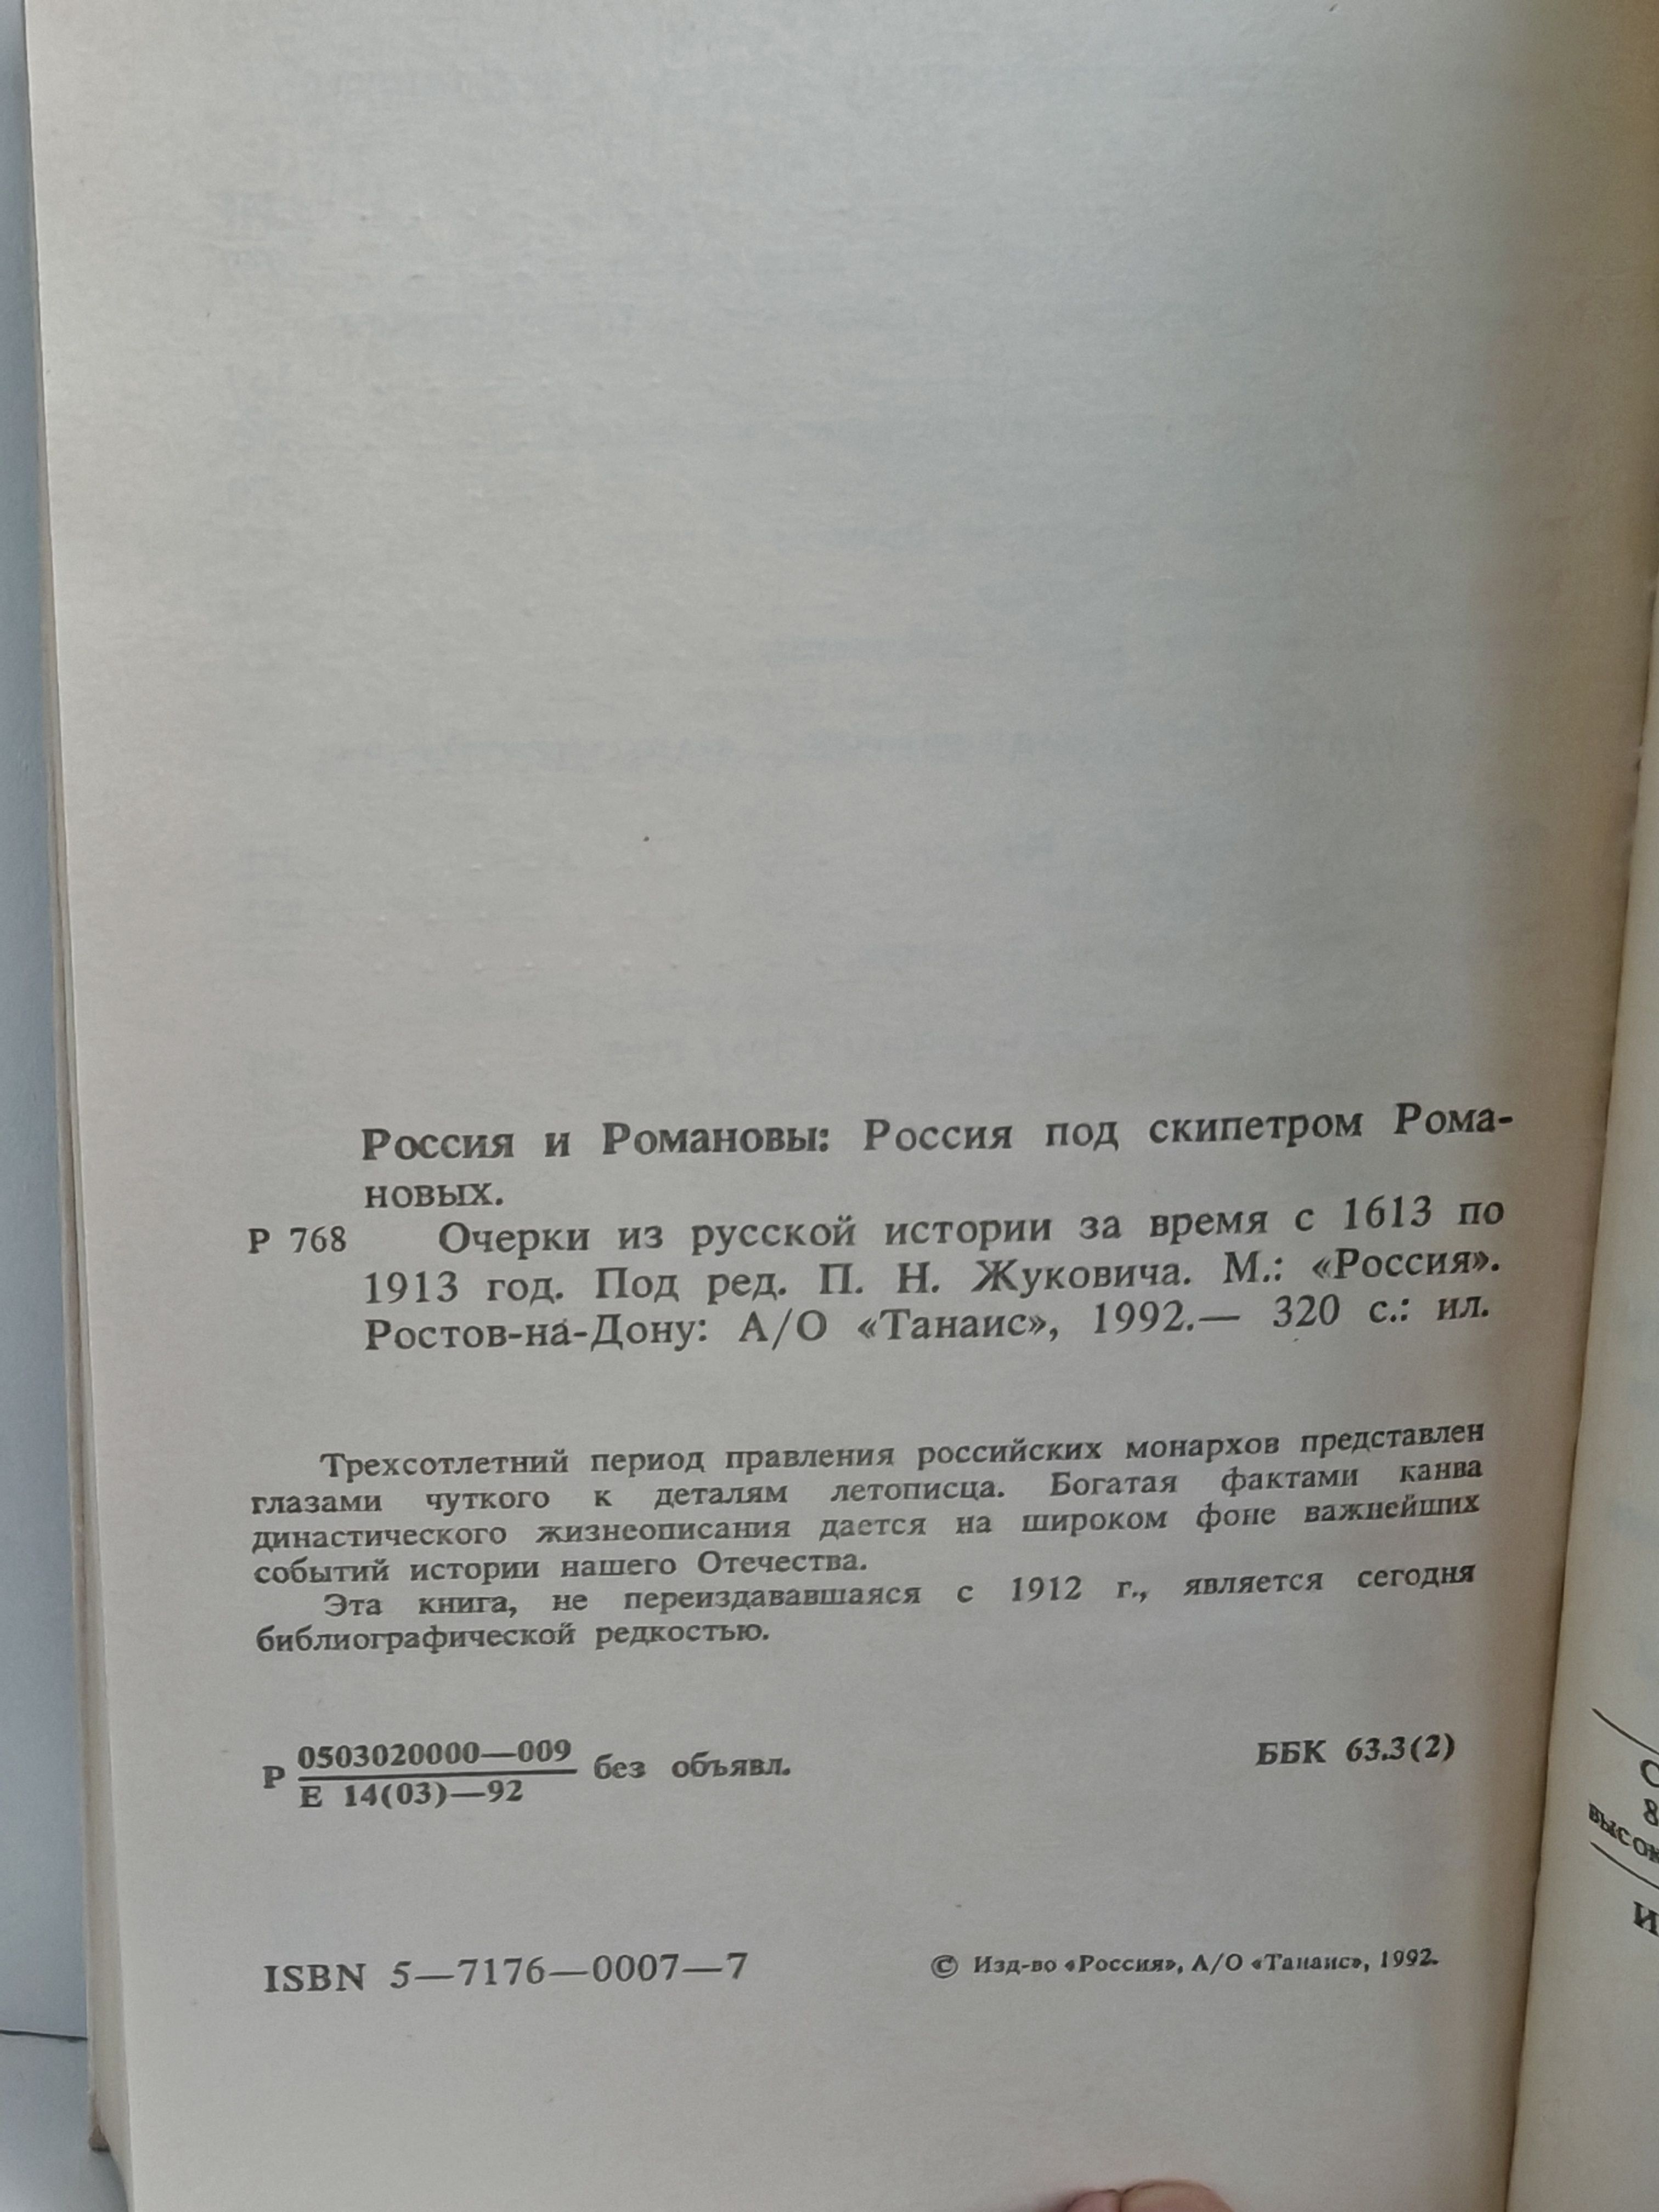 Россия и Романовы: Россия под скипетром Рома-
новых.
Р 768 Очерки из русской истории за время с 1613 по
1913 год. Под ред. П. Н. Жуковича. М.: «Россия».
Ростов-на-Дону: А/О «Танаис», 1992.— 320 с.: ил.
Трехсотлетний период правления российских монархов представлен
глазами чуткого к деталям летописца. Богатая фактами канва
династического жизнеописания дается на широком фоне важнейших
событий истории нашего Отечества.
Эта книга, не переиздававшаяся с 1912 г., является сегодня
библиографической редкостью.
Р 0503020000—009 без объявл.
Е 14(03)—92
ББК 63.3(2)
ISBN 5—7176—0007—7
© Изд-во «Россия», А/О «Танаис», 1992.